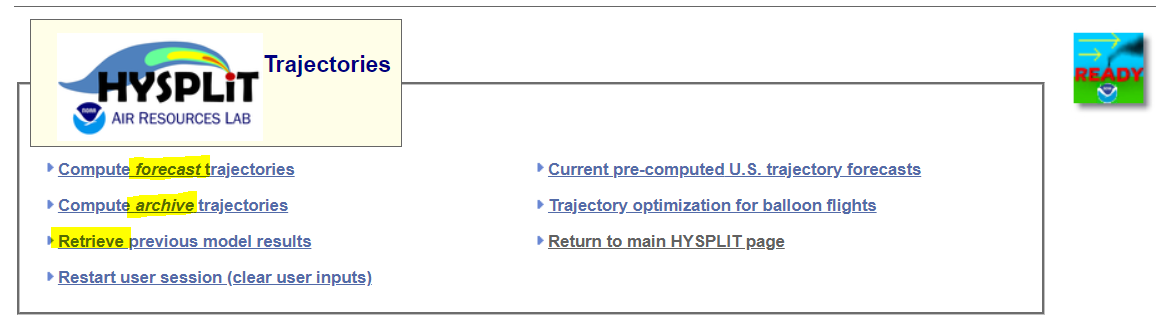 Trajectories
HYSPLiT
NOAA
AIR RESOURCES LAB
READY
Compute forecast trajectories
Compute archive trajectories
Retrieve previous model results
Restart user session (clear user inputs)
Current pre-computed U.S. trajectory forecasts
Trajectory optimization for balloon flights
Return to main HYSPLIT page